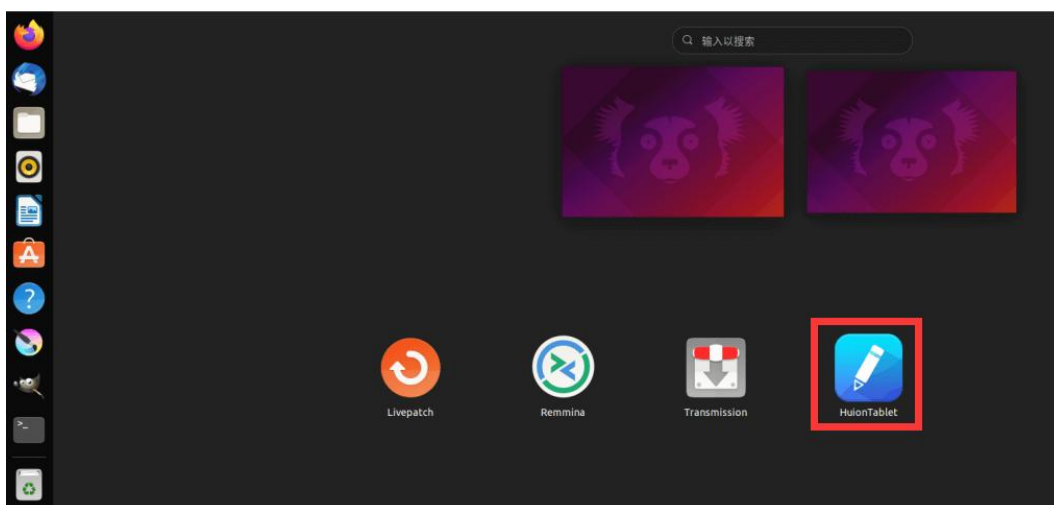 输入以搜索
Livepatch
Remmina
Transmission
HuionTablet